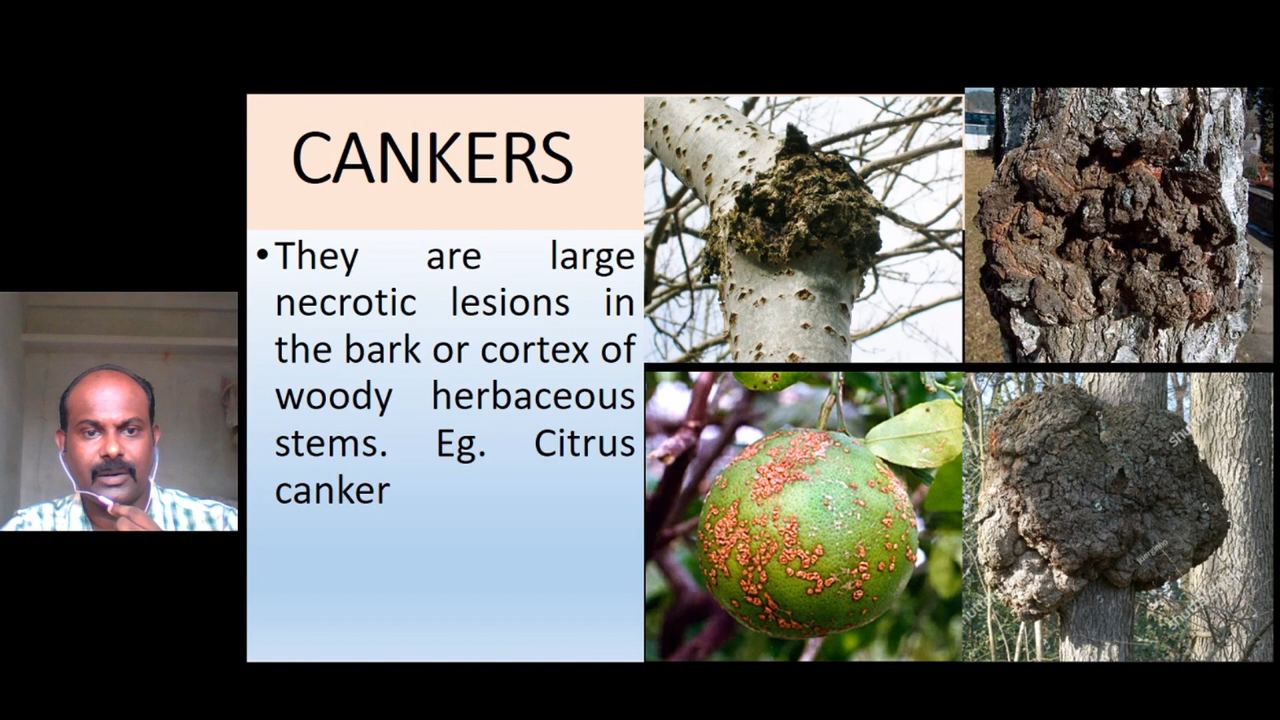 CANKERS
•They are large
necrotic lesions in
the bark or cortex of
woody herbaceous
stems. Eg. Citrus
canker